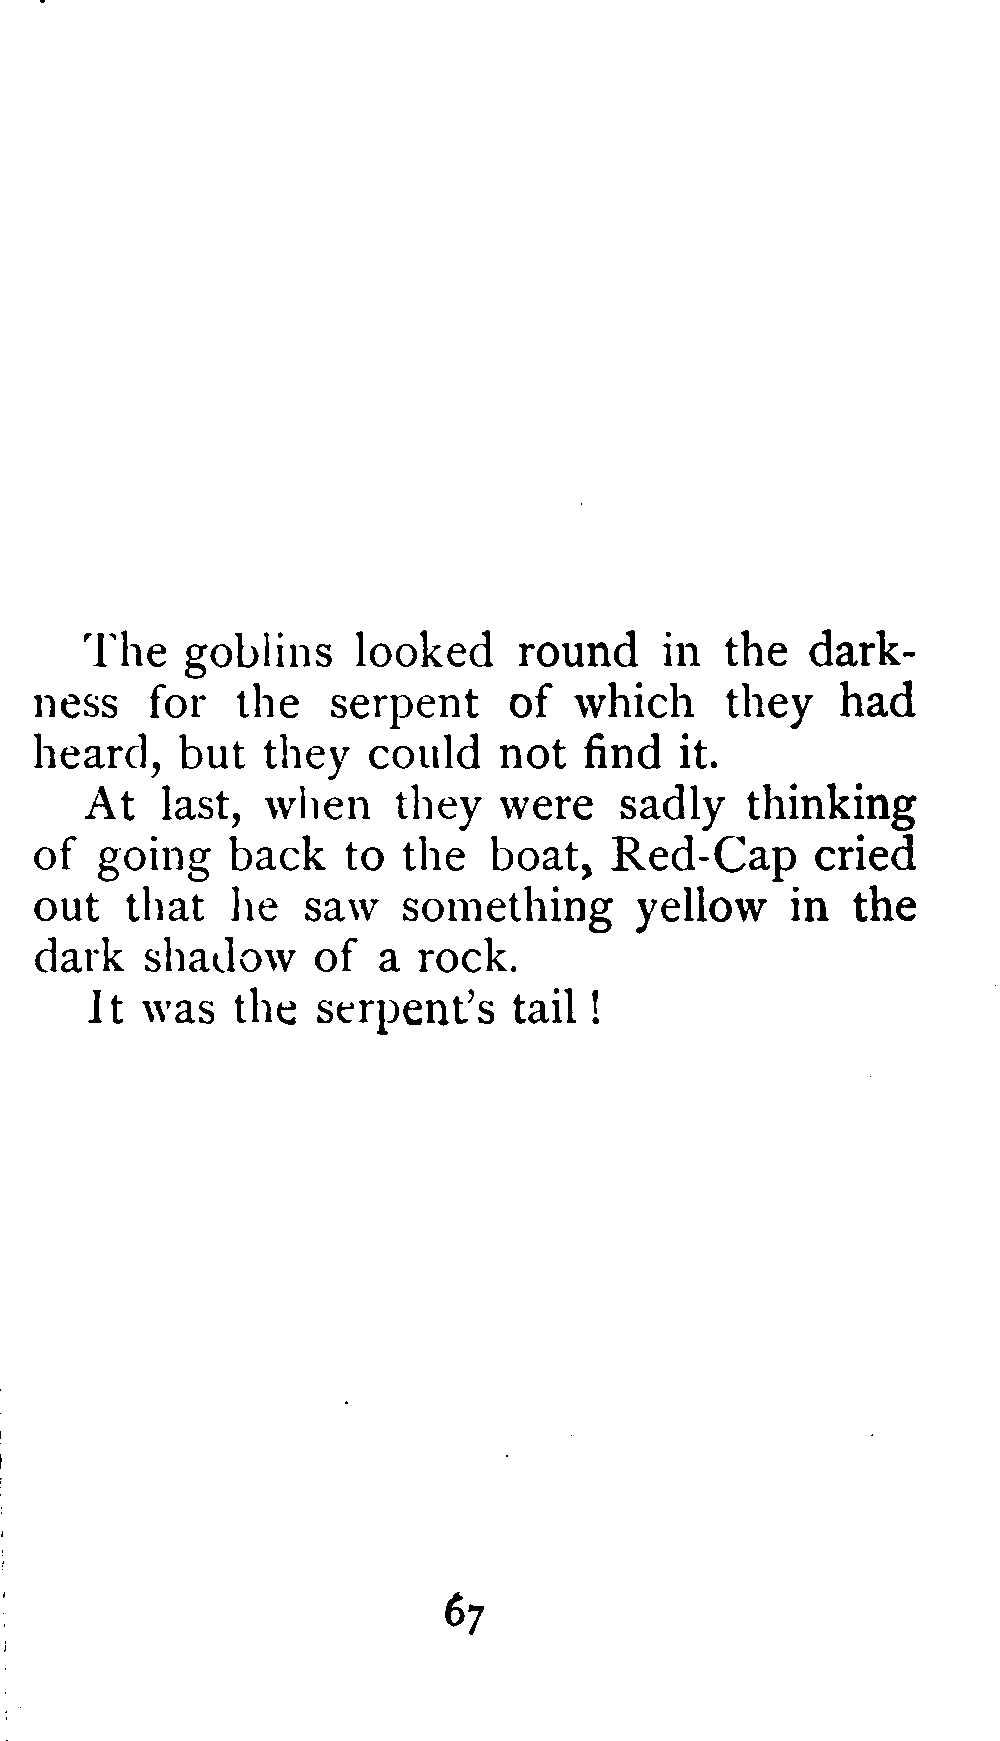 The goblins looked round in the dark-
ness for the serpent of which they had
heard, but they could not find it.
At last, when they were sadly thinking
of going back to the boat, Red-Cap cried
out that he saw something yellow in the
dark shadow of a rock.
It was the serpent's tail !
67